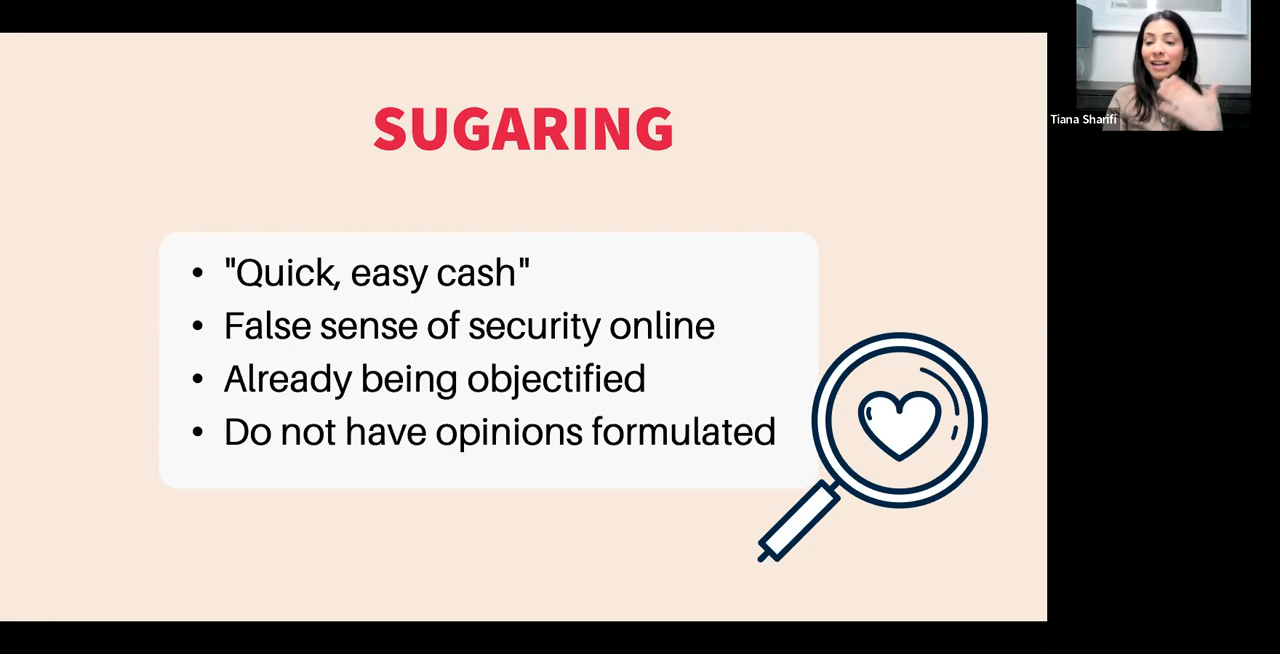 SUGARING
• "Quick, easy cash"
• False sense of security online
• Already being objectified
• Do not have opinions formulated
Tiana Sharifi